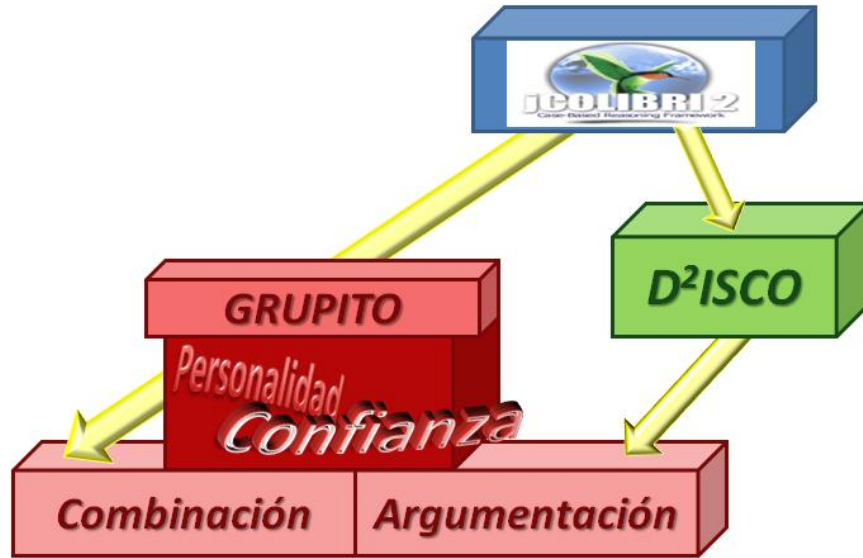 jCOLIBRI 2
Case-Based Reasoning Framework
D²ISCO
GRUPITO
Personalidad
Confianza
Combinación
Argumentación